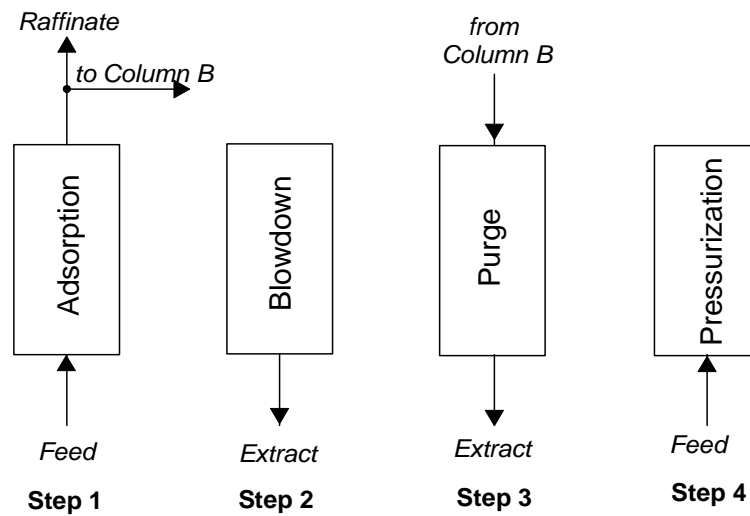 Raffinate
to Column B
from
Column B
Adsorption
Blowdown
Purge
Pressurization
Feed
Extract
Extract
Feed
Step 1
Step 2
Step 3
Step 4